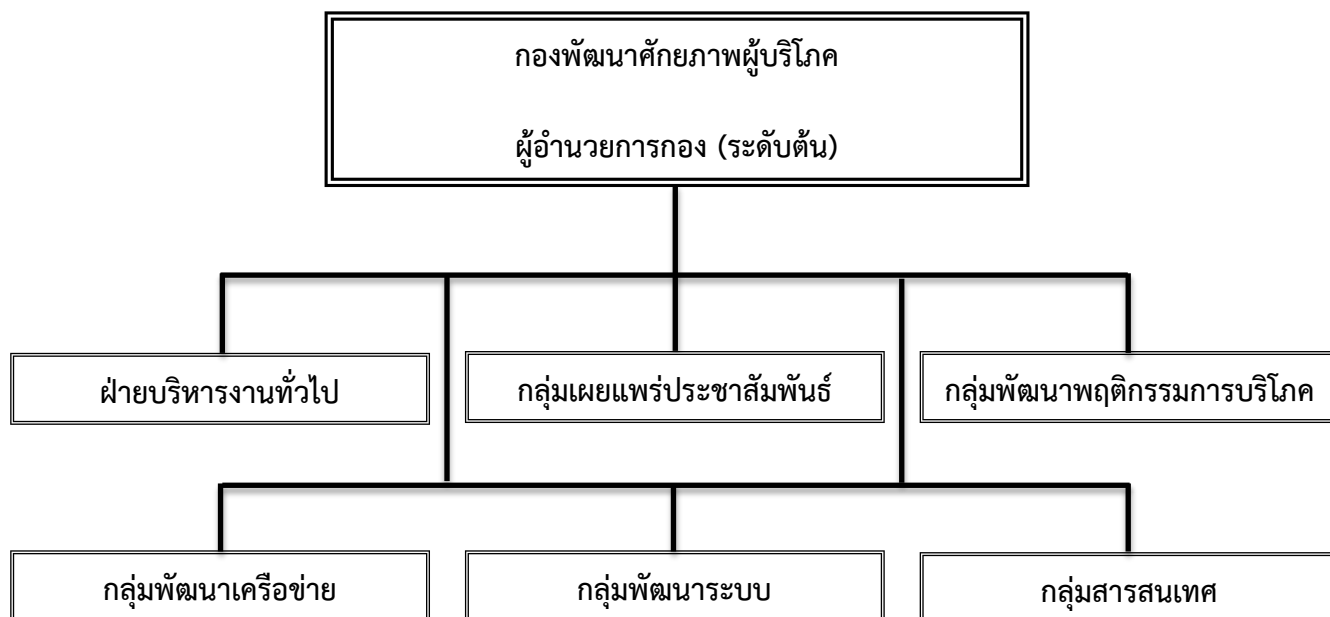 กองพัฒนาศักยภาพผู้บริโภค
ผู้อำนวยการกอง (ระดับต้น)
ฝ่ายบริหารงานทั่วไป
กลุ่มเผยแพร่ประชาสัมพันธ์
กลุ่มพัฒนาพฤติกรรมการบริโภค
กลุ่มพัฒนาเครือข่าย
กลุ่มพัฒนาระบบ
กลุ่มสารสนเทศ